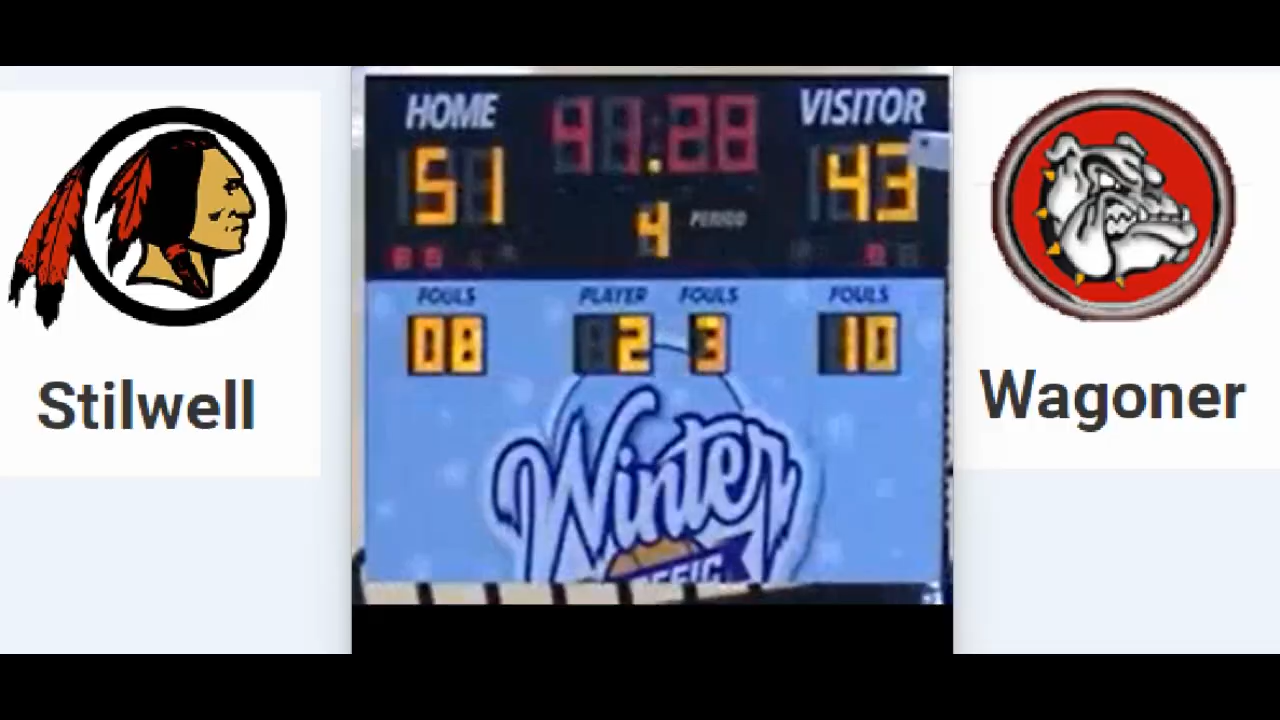 HOME
VISITOR
51
43
4
PERIOD
FOULS
PLAYER
FOULS
FOULS
08
2
3
10
Stilwell
Wagoner
Winter